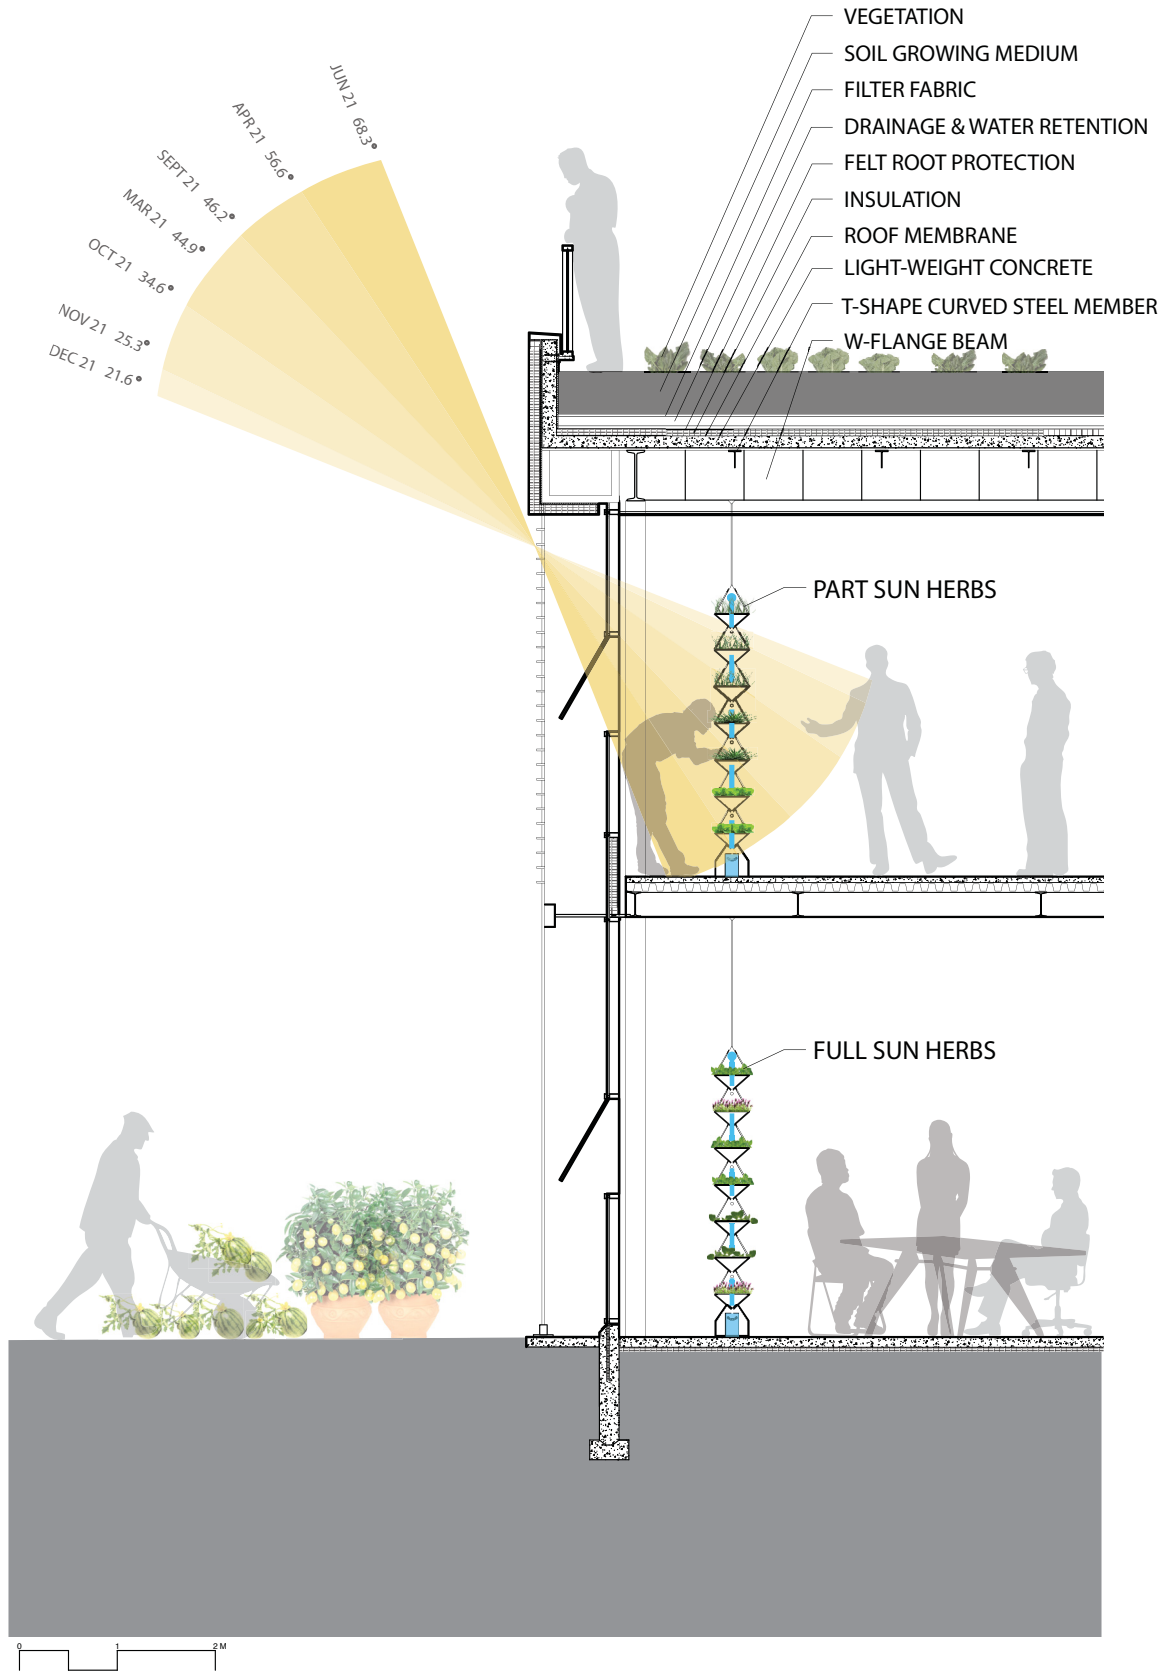 VEGETATION
SOIL GROWING MEDIUM
FILTER FABRIC
DRAINAGE & WATER RETENTION
FELT ROOT PROTECTION
INSULATION
ROOF MEMBRANE
LIGHT-WEIGHT CONCRETE
T-SHAPE CURVED STEEL MEMBER
W-FLANGE BEAM
JUN 21 68.3°
APR 21 56.6°
SEPT 21 46.2°
MAR 21 44.9°
OCT 21 34.6°
NOV 21 25.3°
DEC 21 21.6°
PART SUN HERBS
FULL SUN HERBS
0 1 2 M